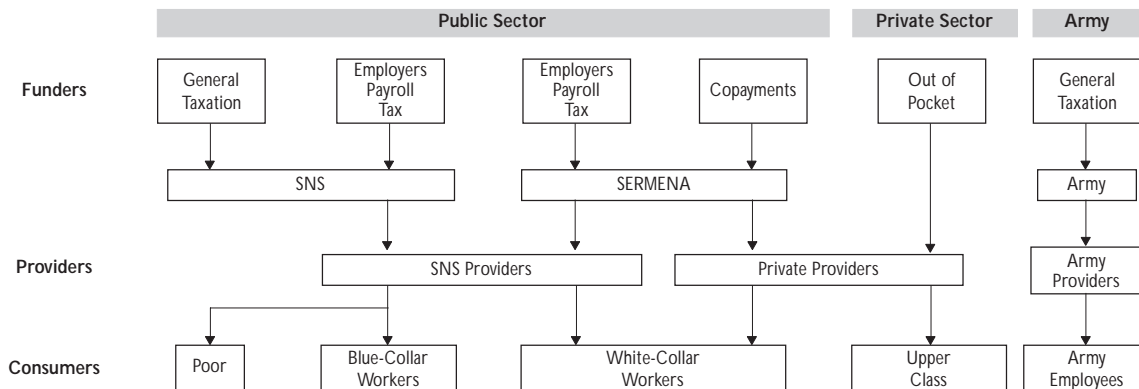 Public Sector
Private Sector
Army
Funders
General
Taxation
Employers
Payroll
Tax
Employers
Payroll
Tax
Copayments
Out of
Pocket
General
Taxation
SNS
SERMENA
Army
Providers
SNS Providers
Private Providers
Army
Providers
Consumers
Poor
Blue-Collar
Workers
White-Collar
Workers
Upper
Class
Army
Employees